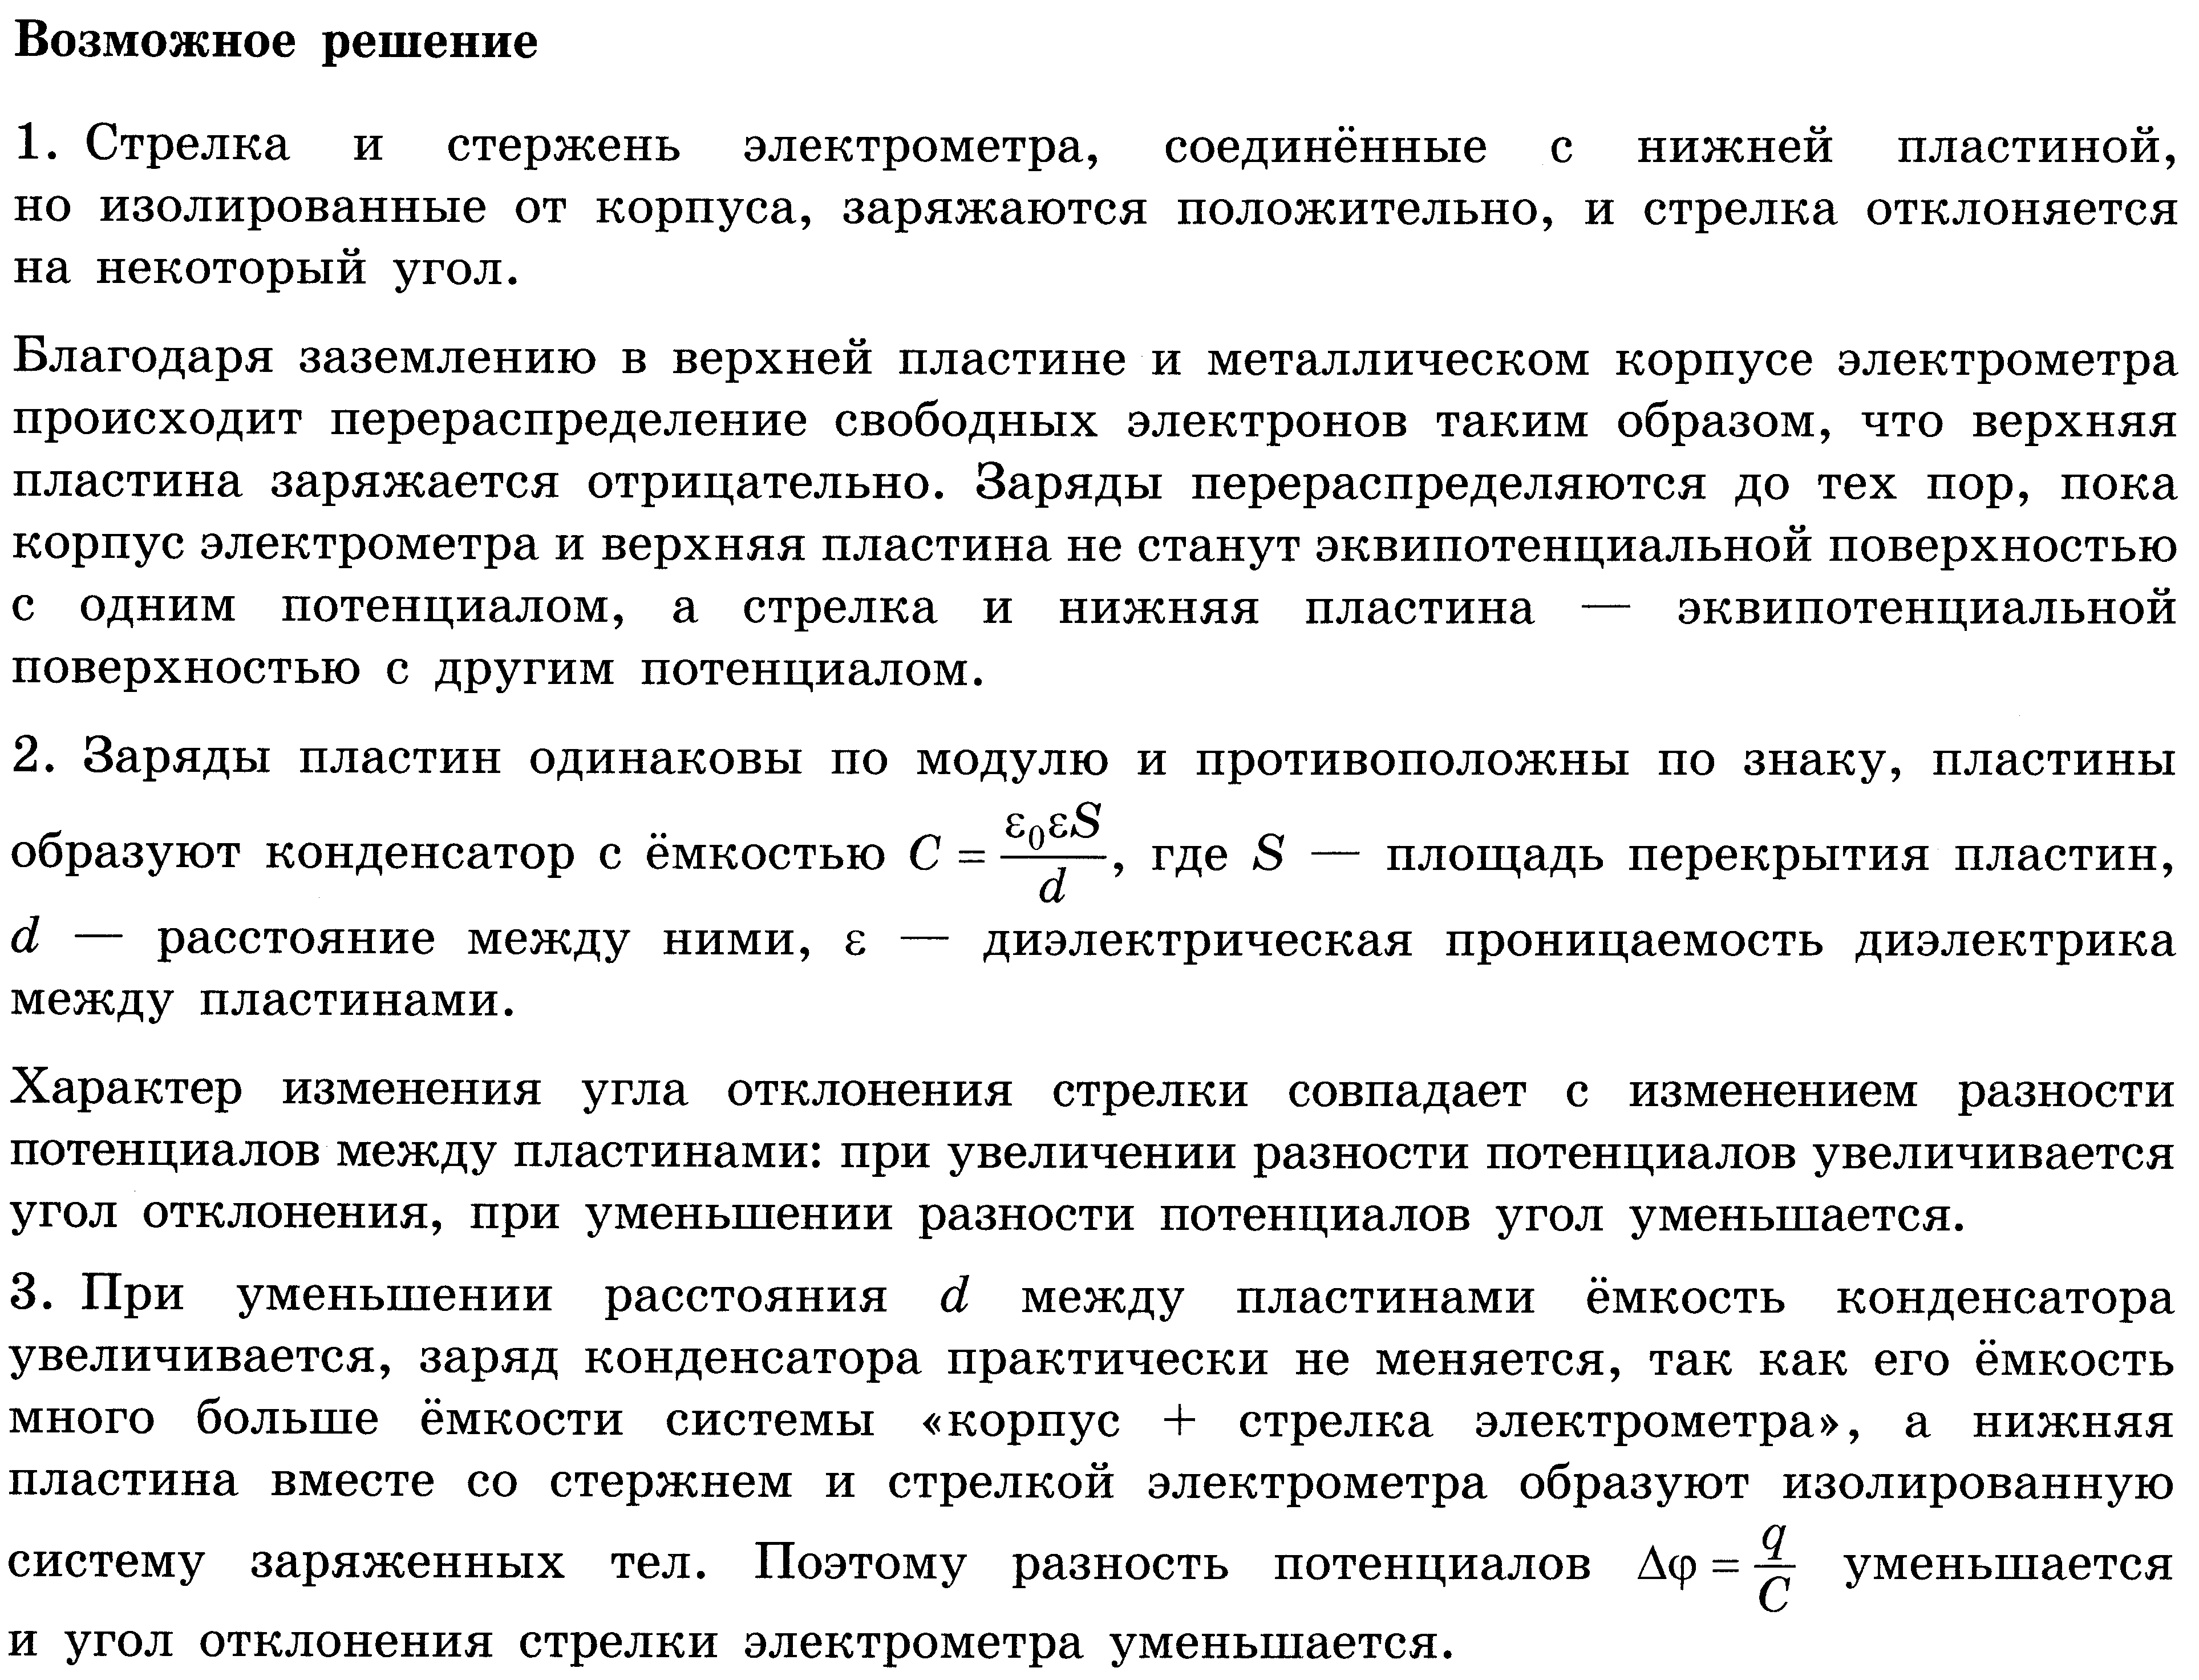 Возможное решение
1. Стрелка и стержень электрометра, соединённые с нижней пластиной,
но изолированные от корпуса, заряжаются положительно, и стрелка отклоняется
на некоторый угол.
Благодаря заземлению в верхней пластине и металлическом корпусе электрометра
происходит перераспределение свободных электронов таким образом, что верхняя
пластина заряжается отрицательно. Заряды перераспределяются до тех пор, пока
корпус электрометра и верхняя пластина не станут эквипотенциальной поверхностью
с одним потенциалом, а стрелка и нижняя пластина — эквипотенциальной
поверхностью с другим потенциалом.
2. Заряды пластин одинаковы по модулю и противоположны по знаку, пластины
образуют конденсатор с ёмкостью C = ε₀εS/d, где S — площадь перекрытия пластин,
d — расстояние между ними, ε — диэлектрическая проницаемость диэлектрика
между пластинами.
Характер изменения угла отклонения стрелки совпадает с изменением разности
потенциалов между пластинами: при увеличении разности потенциалов увеличивается
угол отклонения, при уменьшении разности потенциалов угол уменьшается.
3. При уменьшении расстояния d между пластинами ёмкость конденсатора
увеличивается, заряд конденсатора практически не меняется, так как его ёмкость
много больше ёмкости системы «корпус + стрелка электрометра», а нижняя
пластина вместе со стержнем и стрелкой электрометра образуют изолированную
систему заряженных тел. Поэтому разность потенциалов Δφ = q/C уменьшается
и угол отклонения стрелки электрометра уменьшается.